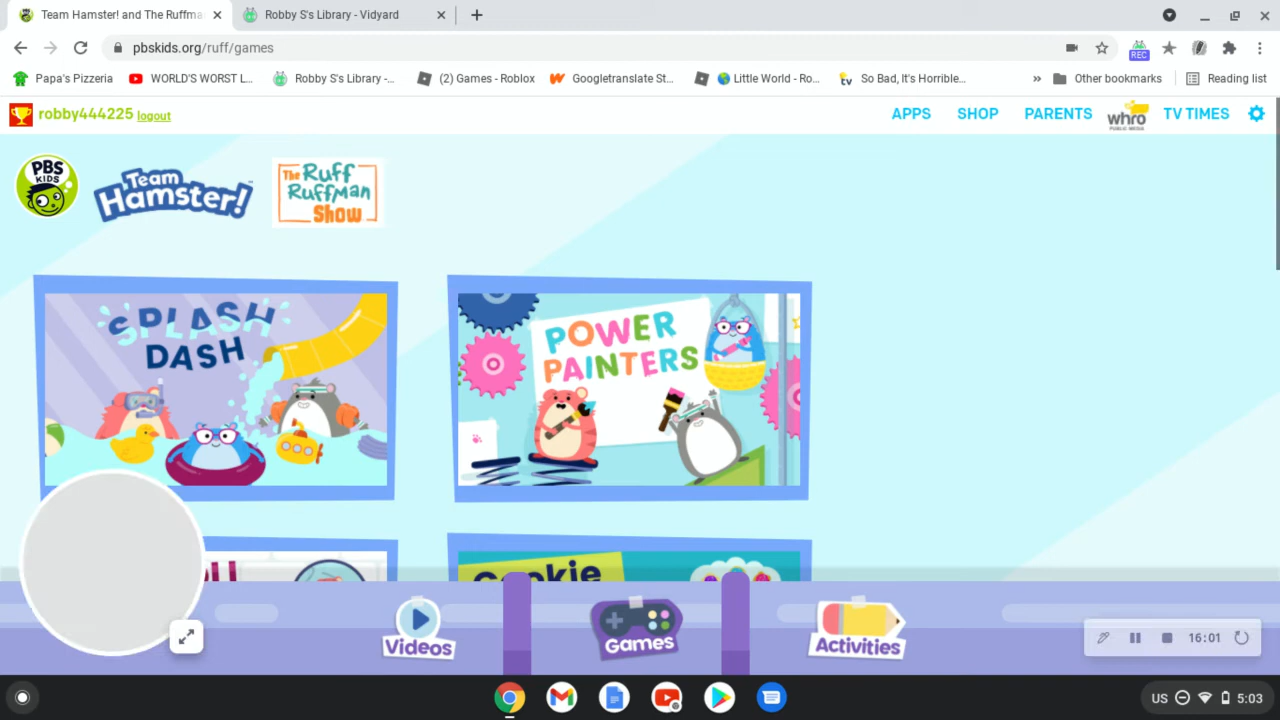 Team Hamster! and The Ruffma
Robby S's Library - Vidyard
pbskids.org/ruff/games
REC
Papa's Pizzeria
WORLD'S WORST L...
Robby S's Library -...
(2) Games - Roblox
Googletranslate St...
Little World - Ro...
tv
So Bad, It's Horrible...
»
Other bookmarks
Reading list
robby444225 logout
APPS
SHOP
PARENTS
whro
PUBLIC MEDIA
TV TIMES
PBS
KIDS
Team
Hamster!
The Ruff
Ruffman
Show
SPLASH
DASH
POWER
PAINTERS
Cookie
Videos
Games
Activities
16:01
US
5:03